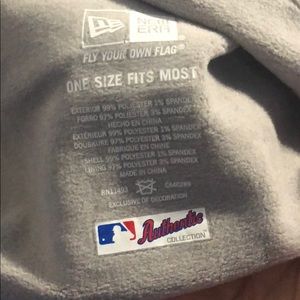 NEW
ERA
FLY YOUR OWN FLAG
ONE SIZE FITS MOST
EXTERIOR 99% POLYESTER 1% SPANDEX
FORRO 97% POLYESTER 3% SPANDEX
HECHO EN CHINA
EXTÉRIEUR 99% POLYESTER 1% SPANDEX
DOUBLURE 97% POLYESTER 3% SPANDEX
FABRIQUE EN CHINE
SHELL 99% POLYESTER 1% SPANDEX
LINING 97% POLYESTER 3% SPANDEX
MADE IN CHINA
RN11493
EXCLUSIVE OF DECORATION
Authentic
COLLECTION